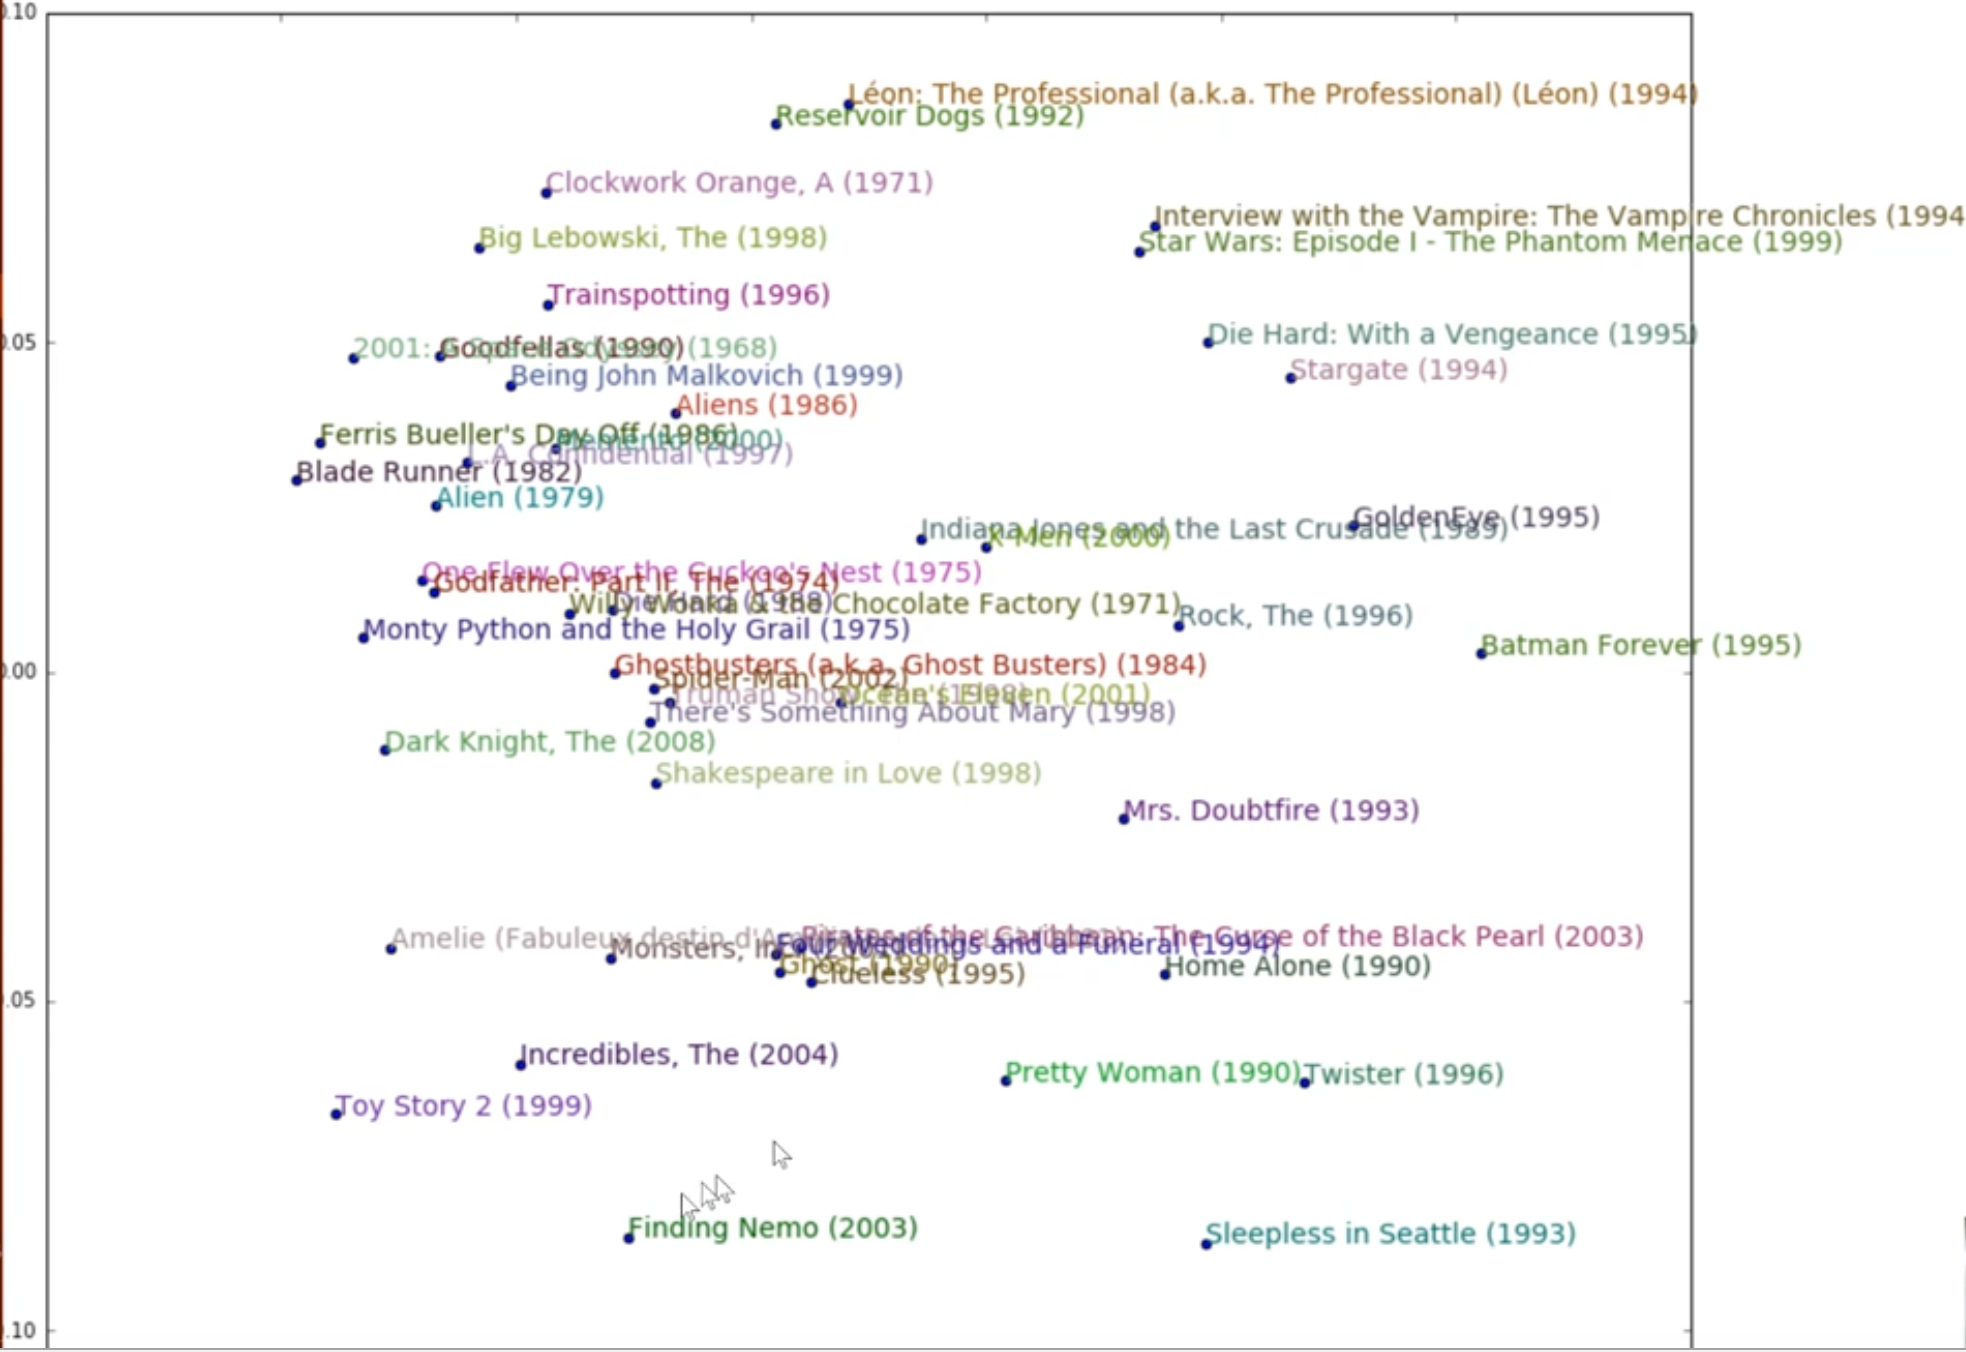 0.10
Léon: The Professional (a.k.a. The Professional) (Léon) (1994)
Reservoir Dogs (1992)
Clockwork Orange, A (1971)
Interview with the Vampire: The Vampire Chronicles (1994
Big Lebowski, The (1998)
Star Wars: Episode I - The Phantom Menace (1999)
Trainspotting (1996)
Die Hard: With a Vengeance (1995)
0.05
2001: A Space Odyssey (1968)
Goodfellas (1990)
Stargate (1994)
Being John Malkovich (1999)
Aliens (1986)
Ferris Bueller's Day Off (1986)
Memento (2000)
L.A. Confidential (1997)
Blade Runner (1982)
Alien (1979)
GoldenEye (1995)
Indiana Jones and the Last Crusade (1989)
X-Men (2000)
One Flew Over the Cuckoo's Nest (1975)
Godfather: Part II, The (1974)
Die Hard (1988)
Willy Wonka & the Chocolate Factory (1971)
Rock, The (1996)
Monty Python and the Holy Grail (1975)
Batman Forever (1995)
Ghostbusters (a.k.a. Ghost Busters) (1984)
0.00
Spider-Man (2002)
Truman Show, The (1998)
Ocean's Eleven (2001)
There's Something About Mary (1998)
Dark Knight, The (2008)
Shakespeare in Love (1998)
Mrs. Doubtfire (1993)
Amelie (Fabuleux destin d'A
Pirates of the Caribbean: The Curse of the Black Pearl (2003)
Four Weddings and a Funeral (1994)
Monsters, In
Ghost (1990)
Home Alone (1990)
Clueless (1995)
.05
Incredibles, The (2004)
Pretty Woman (1990)
Twister (1996)
Toy Story 2 (1999)
Finding Nemo (2003)
Sleepless in Seattle (1993)
.10